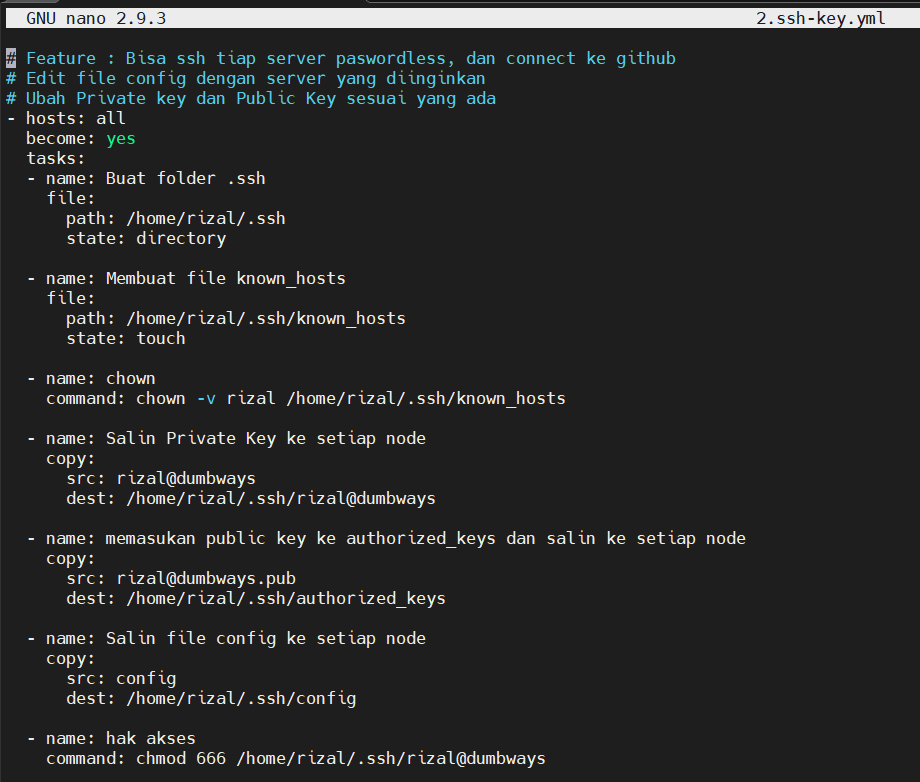 GNU nano 2.9.3 2.ssh-key.yml
# Feature : Bisa ssh tiap server paswordless, dan connect ke github
# Edit file config dengan server yang diinginkan
# Ubah Private key dan Public Key sesuai yang ada
- hosts: all
  become: yes
  tasks:
  - name: Buat folder .ssh
    file:
      path: /home/rizal/.ssh
      state: directory

  - name: Membuat file known_hosts
    file:
      path: /home/rizal/.ssh/known_hosts
      state: touch

  - name: chown
    command: chown -v rizal /home/rizal/.ssh/known_hosts

  - name: Salin Private Key ke setiap node
    copy:
      src: rizal@dumbways
      dest: /home/rizal/.ssh/rizal@dumbways

  - name: memasukan public key ke authorized_keys dan salin ke setiap node
    copy:
      src: rizal@dumbways.pub
      dest: /home/rizal/.ssh/authorized_keys

  - name: Salin file config ke setiap node
    copy:
      src: config
      dest: /home/rizal/.ssh/config

  - name: hak akses
    command: chmod 666 /home/rizal/.ssh/rizal@dumbways